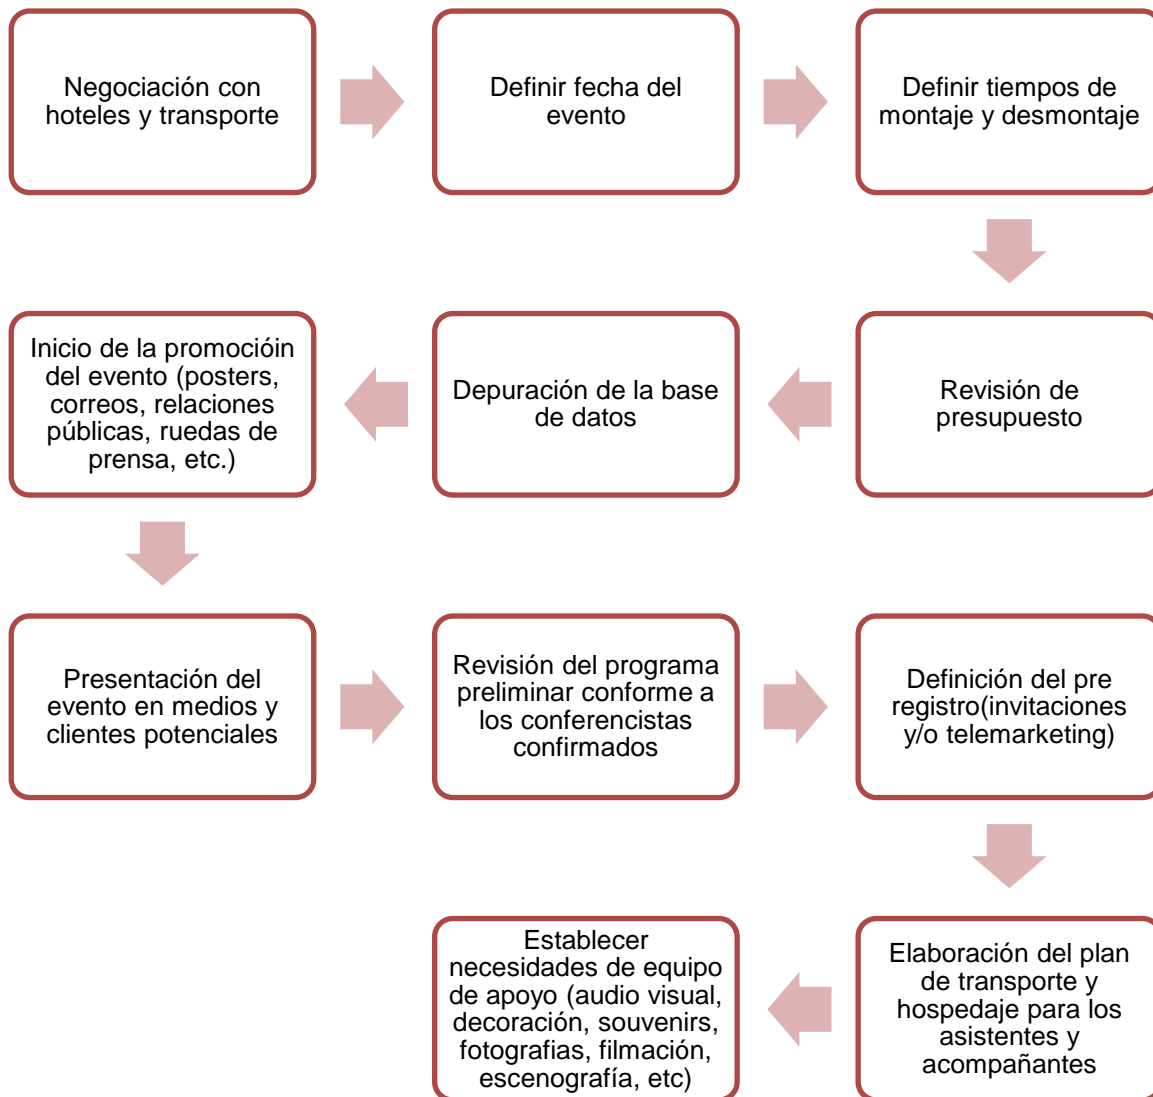 Negociación con
hoteles y transporte
Definir fecha del
evento
Definir tiempos de
montaje y desmontaje
Revisión de
presupuesto
Depuración de la base
de datos
Inicio de la promocióin
del evento (posters,
correos, relaciones
públicas, ruedas de
prensa, etc.)
Presentación del
evento en medios y
clientes potenciales
Revisión del programa
preliminar conforme a
los conferencistas
confirmados
Definición del pre
registro(invitaciones
y/o telemarketing)
Elaboración del plan
de transporte y
hospedaje para los
asistentes y
acompañantes
Establecer
necesidades de equipo
de apoyo (audio visual,
decoración, souvenirs,
fotografias, filmación,
escenografía, etc)